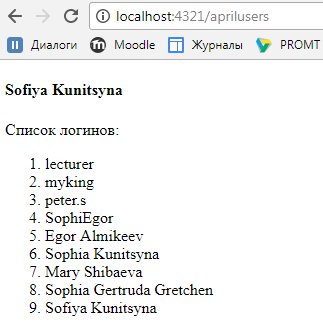 localhost:4321/aprilusers
Диалоги Moodle Журналы PROMT
Sofiya Kunitsyna
Список логинов:
1. lecturer
2. myking
3. peter.s
4. SophiEgor
5. Egor Almikeev
6. Sophia Kunitsyna
7. Mary Shibaeva
8. Sophia Gertruda Gretchen
9. Sofiya Kunitsyna